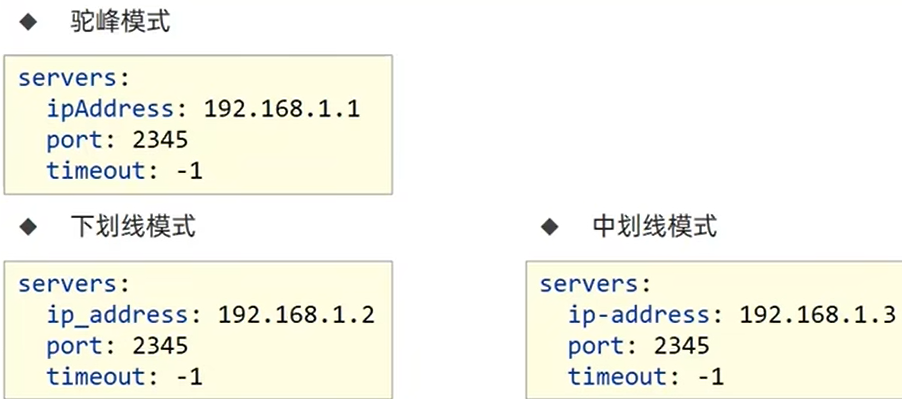 驼峰模式
servers:
ipAddress: 192.168.1.1
port: 2345
timeout: -1
下划线模式
servers:
ip_address: 192.168.1.2
port: 2345
timeout: -1
中划线模式
servers:
ip-address: 192.168.1.3
port: 2345
timeout: -1